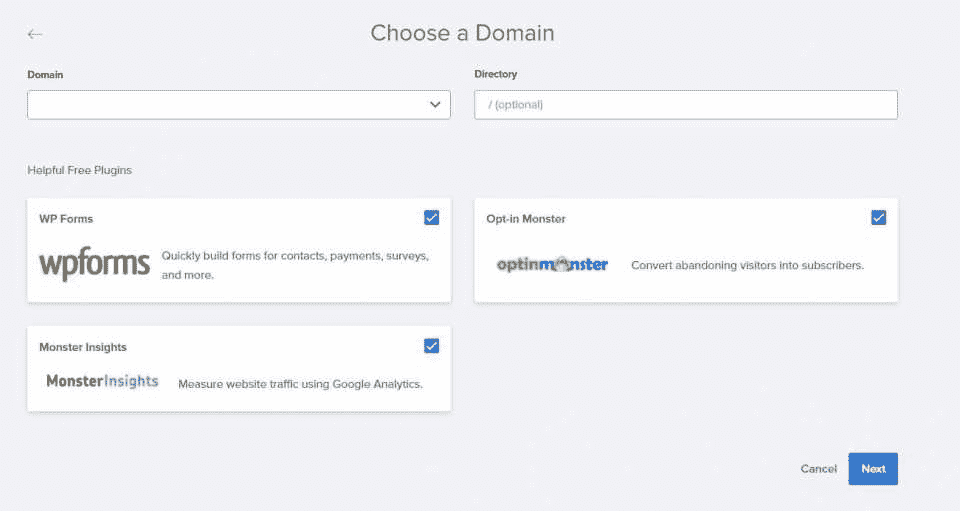 Choose a Domain
Domain
Directory
/ (optional)
Helpful Free Plugins
WP Forms
wpforms
Quickly build forms for contacts, payments, surveys,
and more.
Opt-in Monster
optinmonster
Convert abandoning visitors into subscribers.
Monster Insights
MonsterInsights
Measure website traffic using Google Analytics.
Cancel
Next